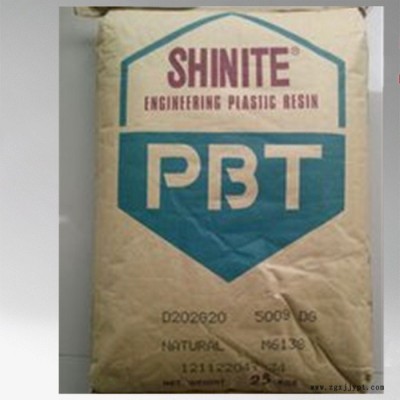 SHINITE®
ENGINEERING PLASTIC RESIN
PBT
D202G20 5009 DG
NATURAL M6138
NET WEIGHT 25 KGS